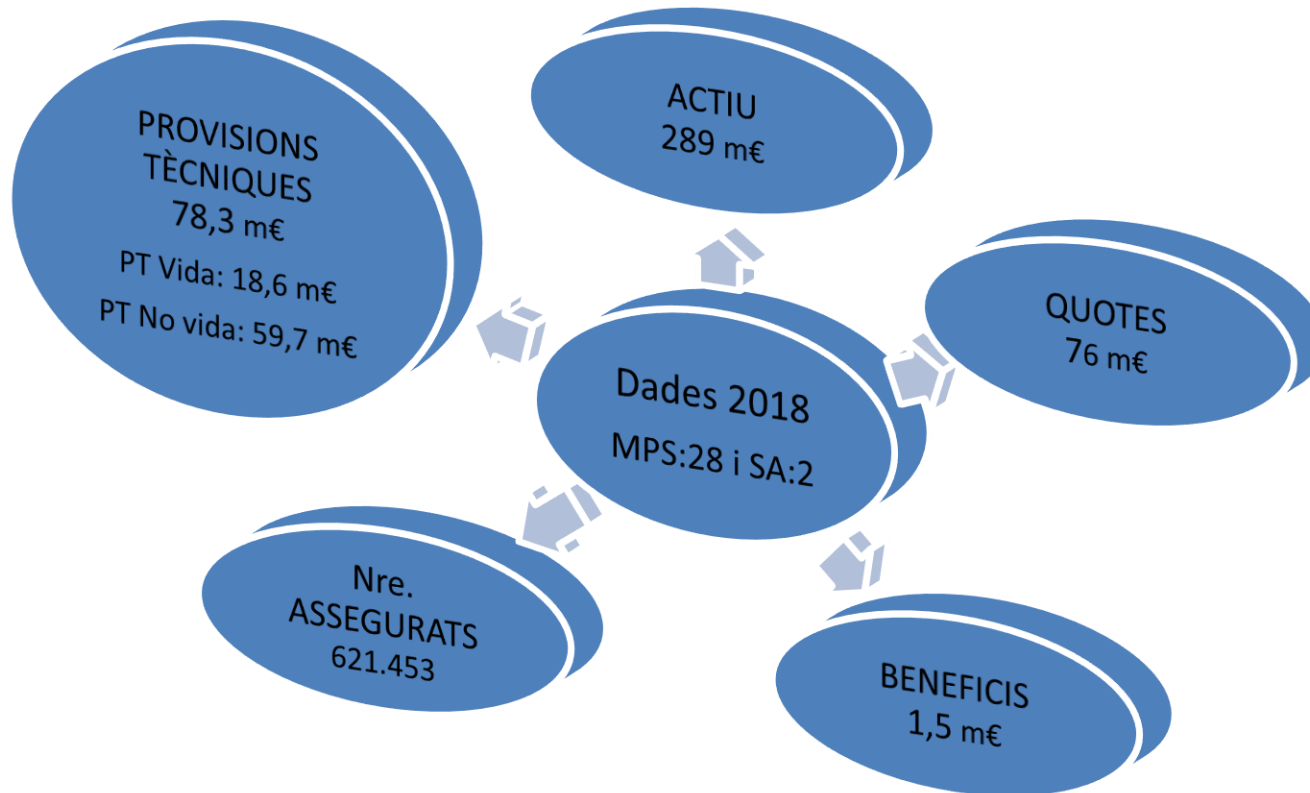 PROVISIONS
TÈCNIQUES
78,3 m€
PT Vida: 18,6 m€
PT No vida: 59,7 m€
ACTIU
289 m€
QUOTES
76 m€
Dades 2018
MPS:28 i SA:2
Nre.
ASSEGURATS
621.453
BENEFICIS
1,5 m€